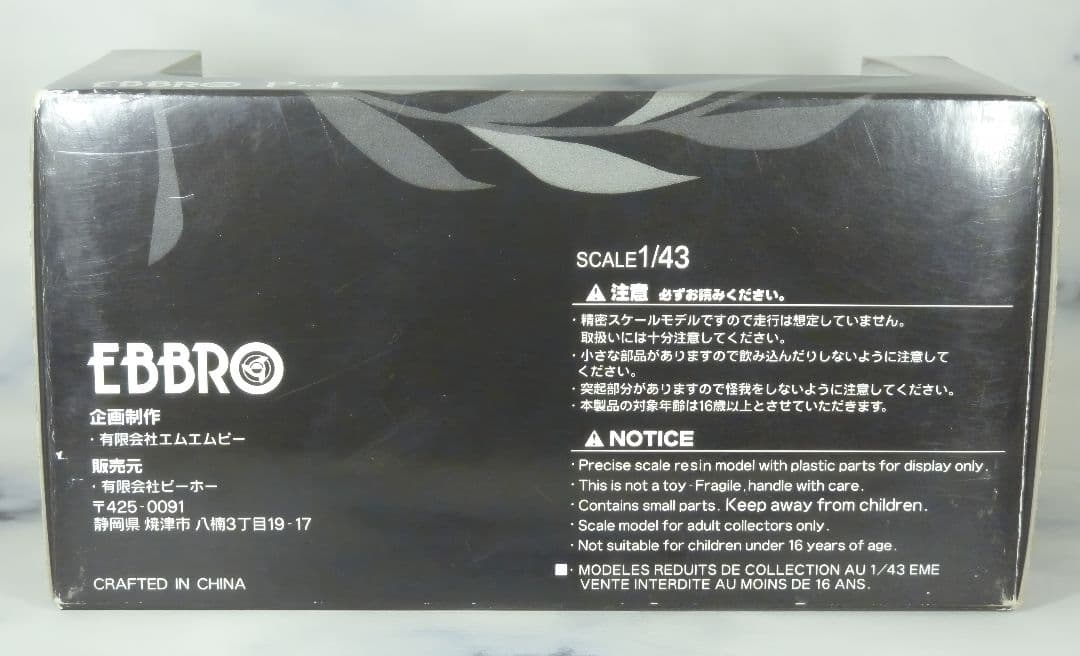 EBBRO
SCALE1/43
⚠注意 必ずお読みください。
・精密スケールモデルですので走行は想定していません。
取扱いには十分注意してください。
・小さな部品がありますので飲み込んだりしないように注意して
ください。
・突起部分がありますので怪我をしないように注意してください。
・本製品の対象年齢は16歳以上とさせていただきます。
⚠NOTICE
・Precise scale resin model with plastic parts for display only.
・This is not a toy - Fragile, handle with care.
・Contains small parts. Keep away from children.
・Scale model for adult collectors only.
・Not suitable for children under 16 years of age.
・MODELES REDUITS DE COLLECTION AU 1/43 EME
VENTE INTERDITE AU MOINS DE 16 ANS.
EBBRO
企画制作
・有限会社エムエムピー
販売元
・有限会社ビーホー
〒425-0091
静岡県 焼津市 八楠3丁目19-17
CRAFTED IN CHINA